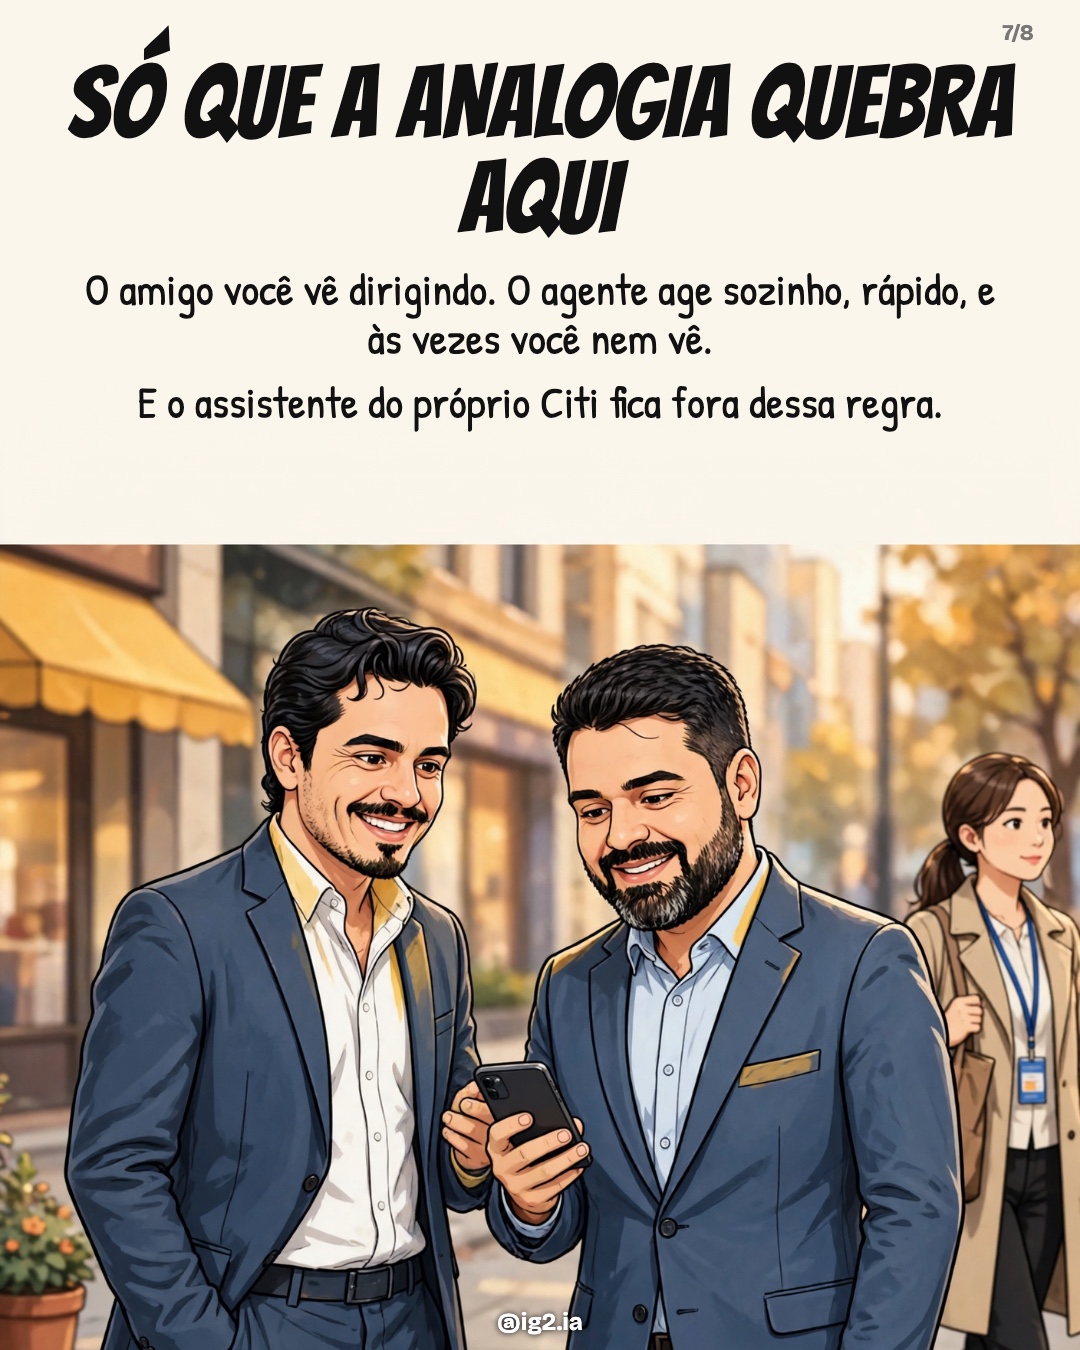 7/8
SÓ QUE A ANALOGIA QUEBRA
AQUI
O amigo você vê dirigindo. O agente age sozinho, rápido, e
às vezes você nem vê.
E o assistente do próprio Citi fica fora dessa regra.
@ig2.ia